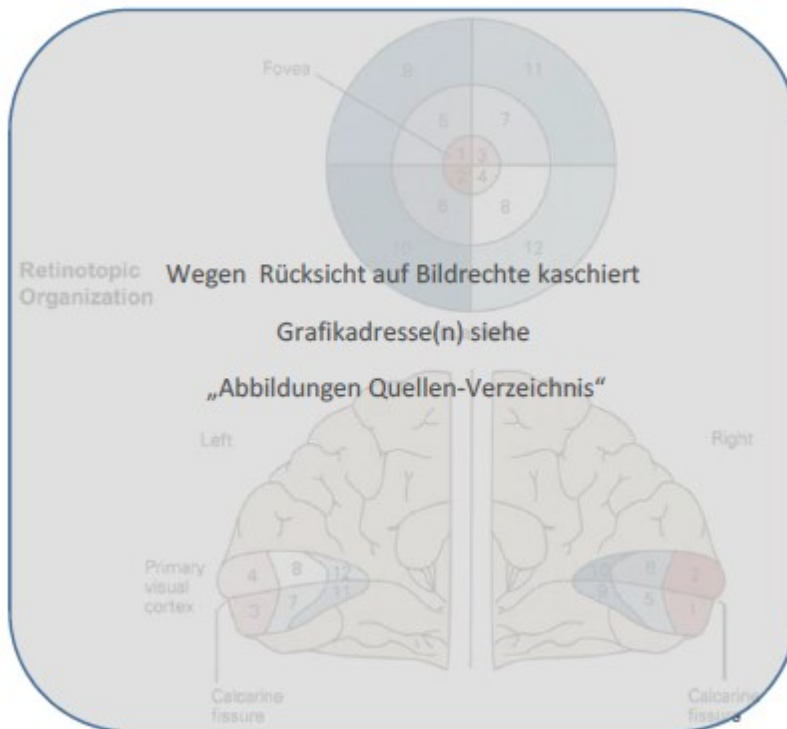 Fovea
9 11
5 7
1 3
2 4
6 8
10 12
Retinotopic
Organization
Wegen Rücksicht auf Bildrechte kaschiert
Grafikadresse(n) siehe
„Abbildungen Quellen-Verzeichnis“
Left
Right
Primary
visual
cortex
4 8 12
3 7 11
10 6 2
9 5 1
Calcarine
fissure
Calcarine
fissure